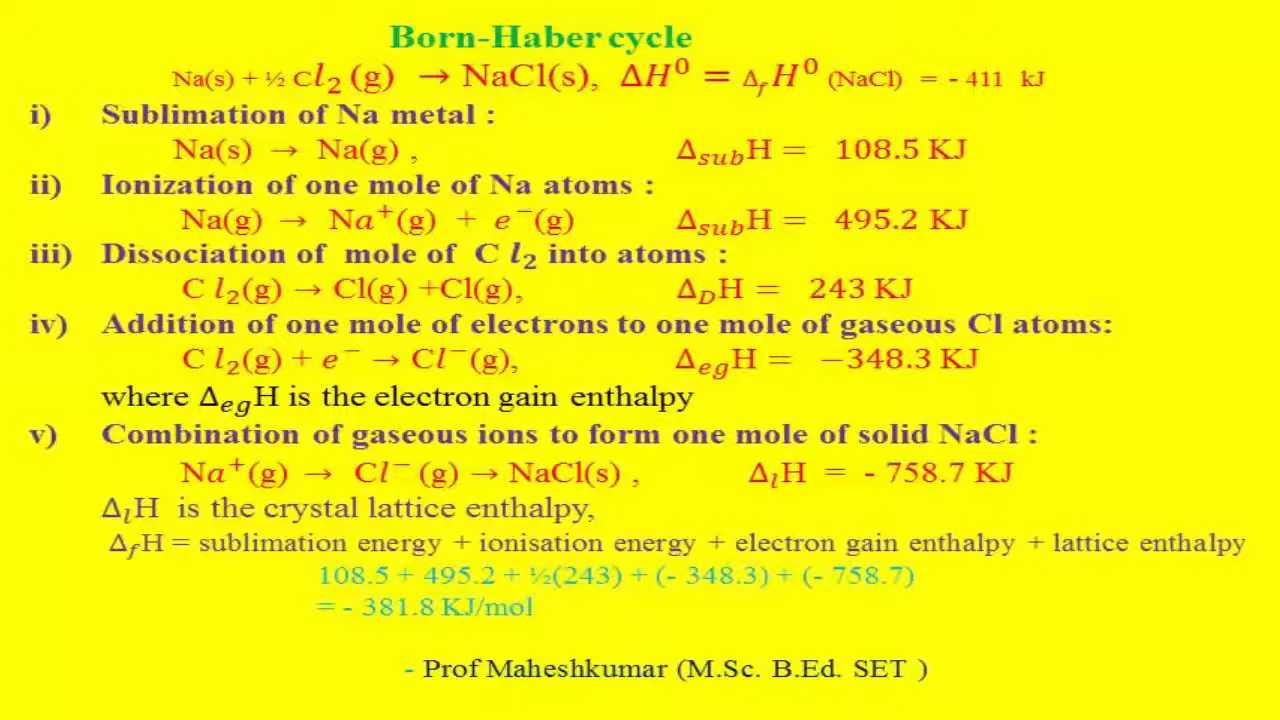 Born-Haber cycle
Na(s) + ½ Cl₂ (g) → NaCl(s), ΔH⁰ = Δ_fH⁰ (NaCl) = - 411 kJ
i) Sublimation of Na metal :
Na(s) → Na(g) , Δ_subH = 108.5 KJ
ii) Ionization of one mole of Na atoms :
Na(g) → Na⁺(g) + e⁻(g) Δ_subH = 495.2 KJ
iii) Dissociation of mole of C l₂ into atoms :
C l₂(g) → Cl(g) +Cl(g), Δ_DH = 243 KJ
iv) Addition of one mole of electrons to one mole of gaseous Cl atoms:
C l₂(g) + e⁻ → Cl⁻(g), Δ_egH = −348.3 KJ
where Δ_egH is the electron gain enthalpy
v) Combination of gaseous ions to form one mole of solid NaCl :
Na⁺(g) → Cl⁻ (g) → NaCl(s) , Δ_lH = - 758.7 KJ
Δ_lH is the crystal lattice enthalpy,
Δ_fH = sublimation energy + ionisation energy + electron gain enthalpy + lattice enthalpy
108.5 + 495.2 + ½(243) + (- 348.3) + (- 758.7)
= - 381.8 KJ/mol
- Prof Maheshkumar (M.Sc. B.Ed. SET )